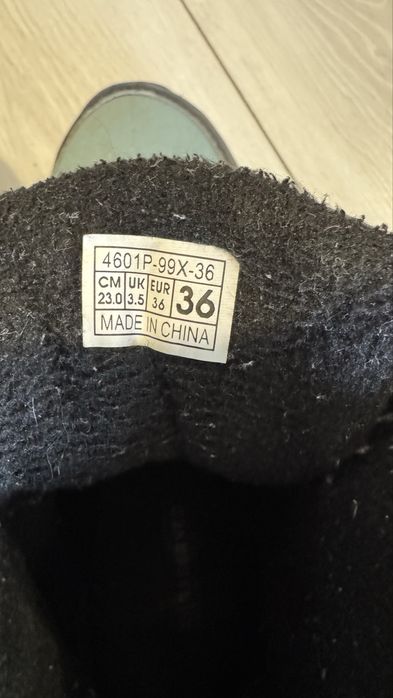 4601P-99X-36
CM UK EUR 36
23.0 3.5 36
MADE IN CHINA